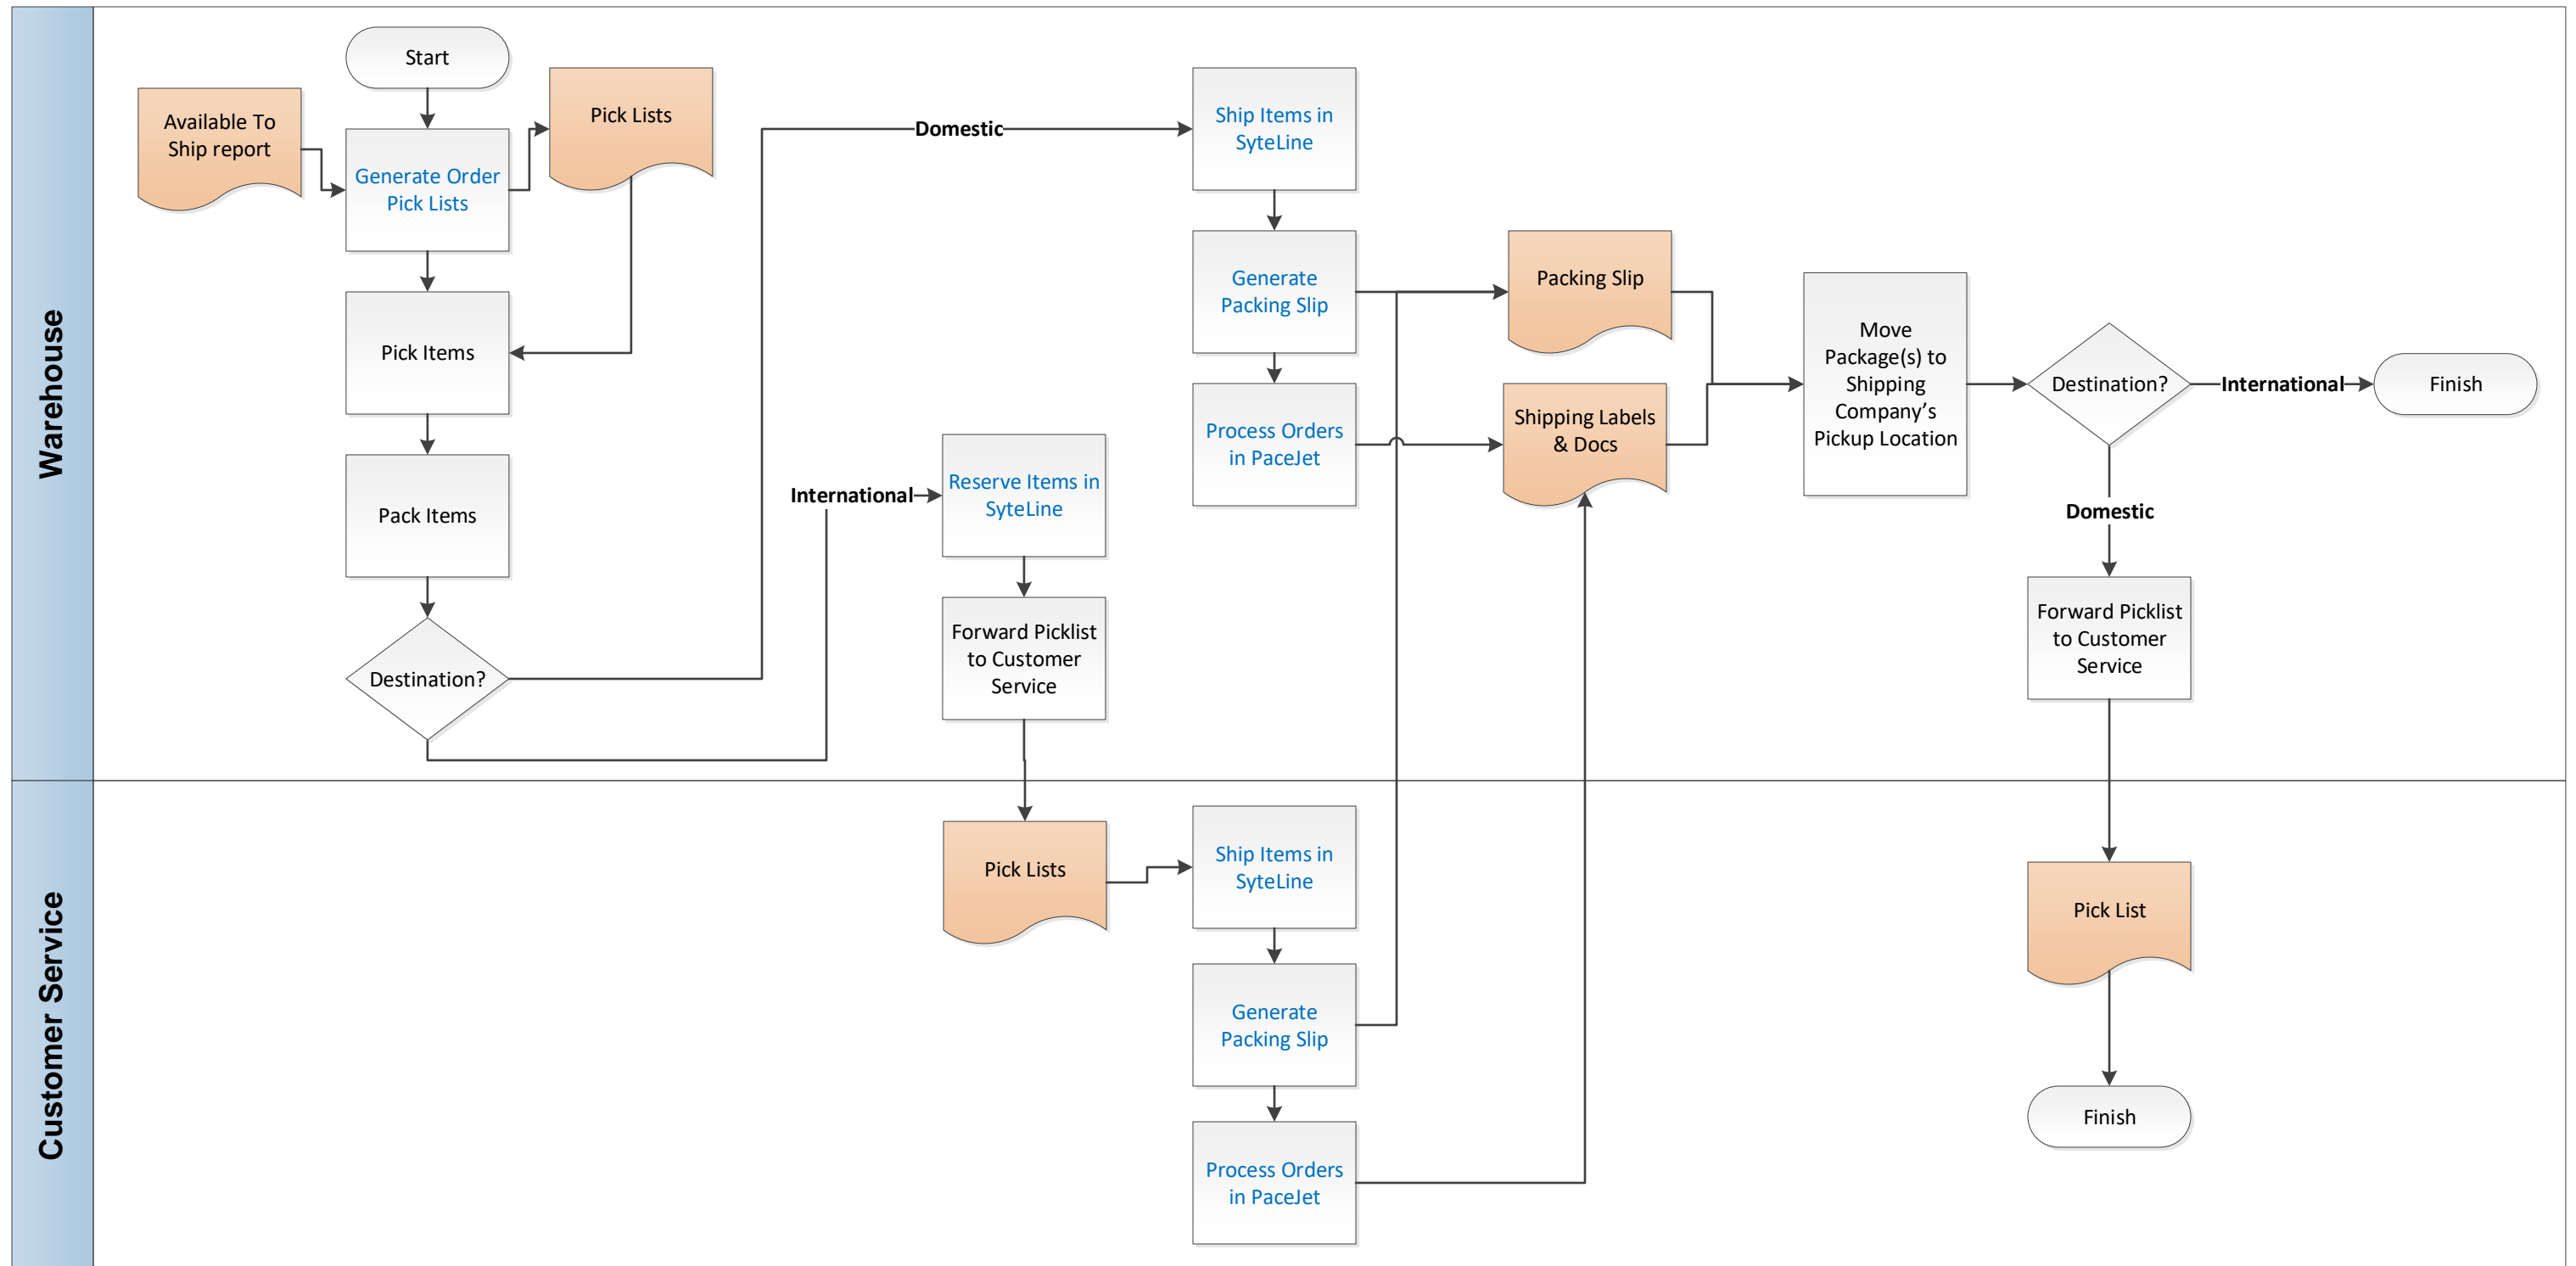 Warehouse
Start
Available To
Ship report
Generate Order
Pick Lists
Pick Lists
Pick Items
Pack Items
Destination?
Domestic
International
Reserve Items in
SyteLine
Forward Picklist
to Customer
Service
Ship Items in
SyteLine
Generate
Packing Slip
Process Orders
in PaceJet
Packing Slip
Shipping Labels
& Docs
Move
Package(s) to
Shipping
Company’s
Pickup Location
Destination?
International
Finish
Domestic
Forward Picklist
to Customer
Service
Customer Service
Pick Lists
Ship Items in
SyteLine
Generate
Packing Slip
Process Orders
in PaceJet
Pick List
Finish